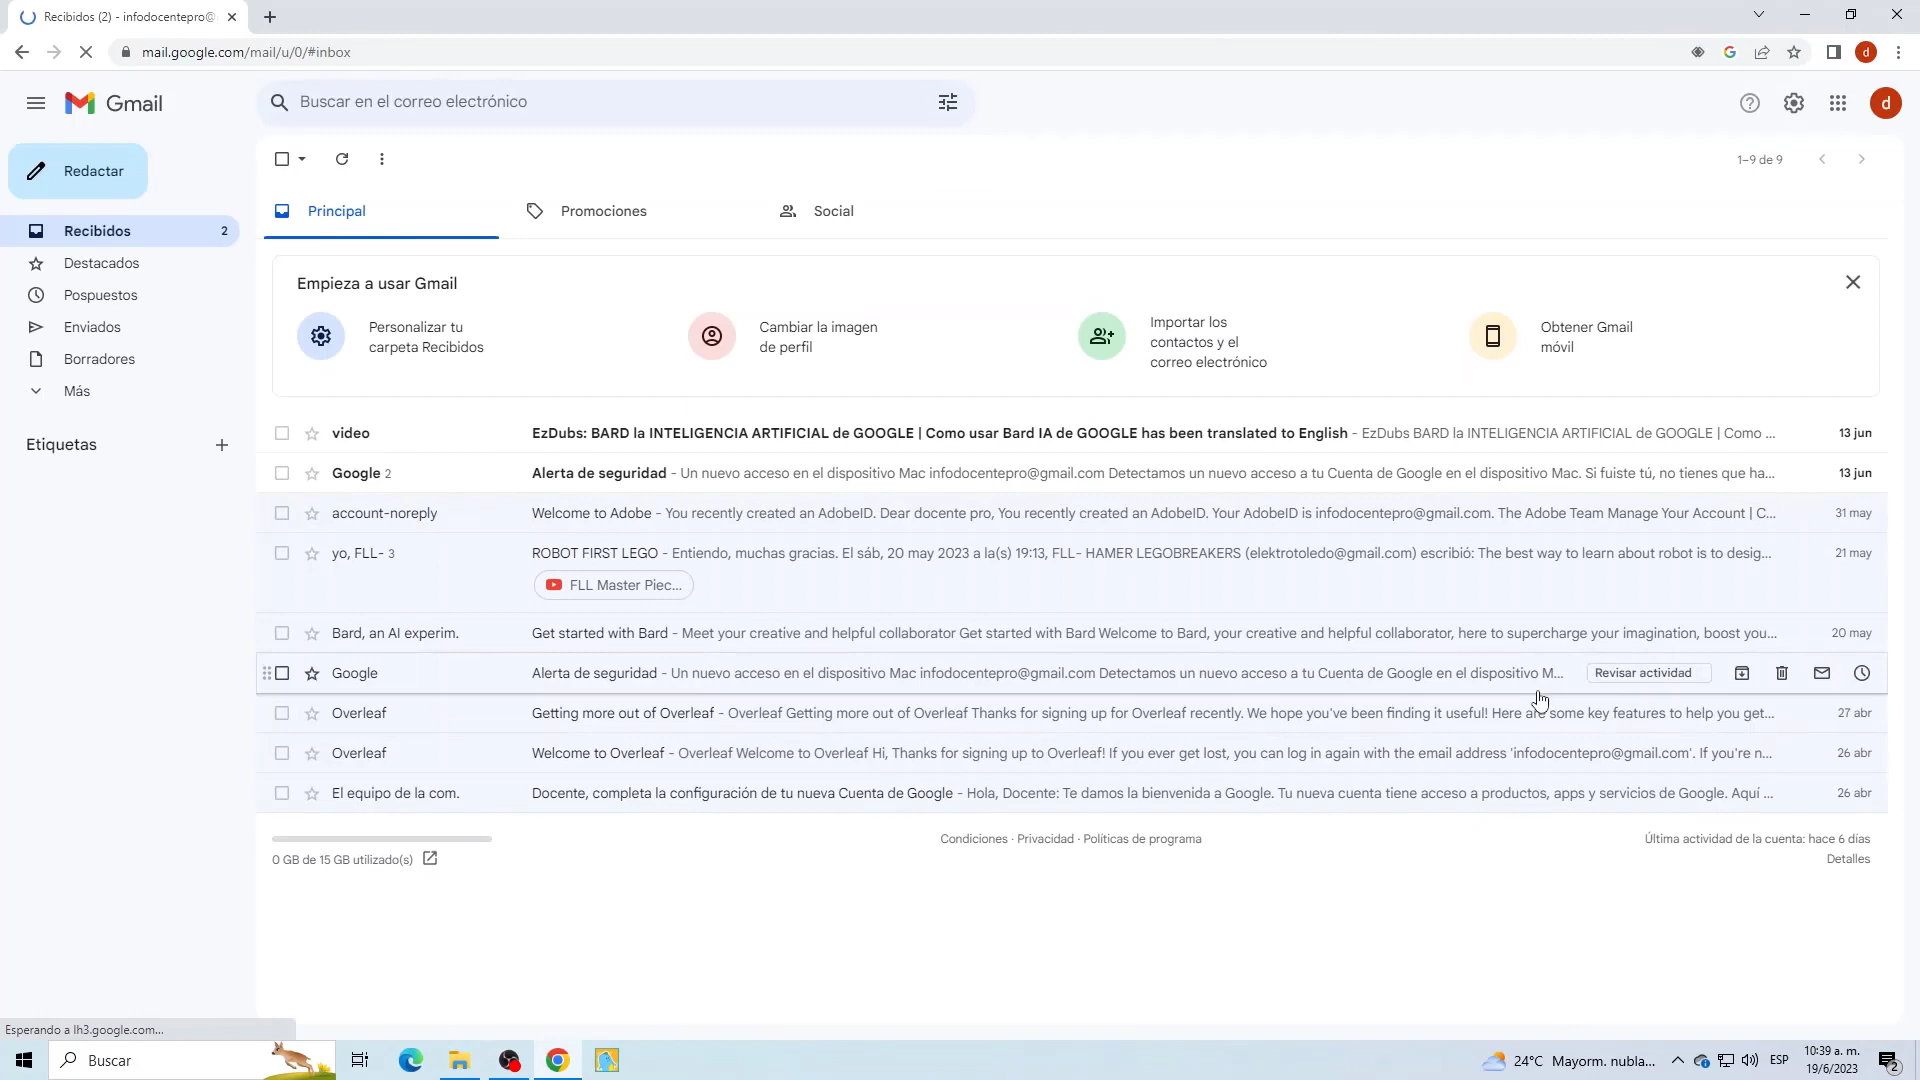 Recibidos (2) - infodocentepro@
mail.google.com/mail/u/0/#inbox
d
Gmail
Buscar en el correo electrónico
d
Redactar
1–9 de 9
Principal
Promociones
Social
Recibidos 2
Destacados
Pospuestos
Enviados
Borradores
Más
Etiquetas
Empieza a usar Gmail
Personalizar tu
carpeta Recibidos
Cambiar la imagen
de perfil
Importar los
contactos y el
correo electrónico
Obtener Gmail
móvil
video EzDubs: BARD la INTELIGENCIA ARTIFICIAL de GOOGLE | Como usar Bard IA de GOOGLE has been translated to English - EzDubs BARD la INTELIGENCIA ARTIFICIAL de GOOGLE | Como ... 13 jun
Google 2 Alerta de seguridad - Un nuevo acceso en el dispositivo Mac infodocentepro@gmail.com Detectamos un nuevo acceso a tu Cuenta de Google en el dispositivo Mac. Si fuiste tú, no tienes que ha... 13 jun
account-noreply Welcome to Adobe - You recently created an AdobeID. Dear docente pro, You recently created an AdobeID. Your AdobeID is infodocentepro@gmail.com. The Adobe Team Manage Your Account | C... 31 may
yo, FLL- 3 ROBOT FIRST LEGO - Entiendo, muchas gracias. El sáb, 20 may 2023 a la(s) 19:13, FLL- HAMER LEGOBREAKERS (elektrotoledo@gmail.com) escribió: The best way to learn about robot is to desig... 21 may
FLL Master Piec...
Bard, an AI experim. Get started with Bard - Meet your creative and helpful collaborator Get started with Bard Welcome to Bard, your creative and helpful collaborator, here to supercharge your imagination, boost you... 20 may
Google Alerta de seguridad - Un nuevo acceso en el dispositivo Mac infodocentepro@gmail.com Detectamos un nuevo acceso a tu Cuenta de Google en el dispositivo M... Revisar actividad
Overleaf Getting more out of Overleaf - Overleaf Getting more out of Overleaf Thanks for signing up for Overleaf recently. We hope you've been finding it useful! Here are some key features to help you get... 27 abr
Overleaf Welcome to Overleaf - Overleaf Welcome to Overleaf Hi, Thanks for signing up to Overleaf! If you ever get lost, you can log in again with the email address 'infodocentepro@gmail.com'. If you're n... 26 abr
El equipo de la com. Docente, completa la configuración de tu nueva Cuenta de Google - Hola, Docente: Te damos la bienvenida a Google. Tu nueva cuenta tiene acceso a productos, apps y servicios de Google. Aquí ... 26 abr
0 GB de 15 GB utilizado(s)
Condiciones · Privacidad · Políticas de programa
Última actividad de la cuenta: hace 6 días
Detalles
Esperando a lh3.google.com...
Buscar
24°C Mayorm. nubla...
ESP
10:39 a. m.
19/6/2023
2